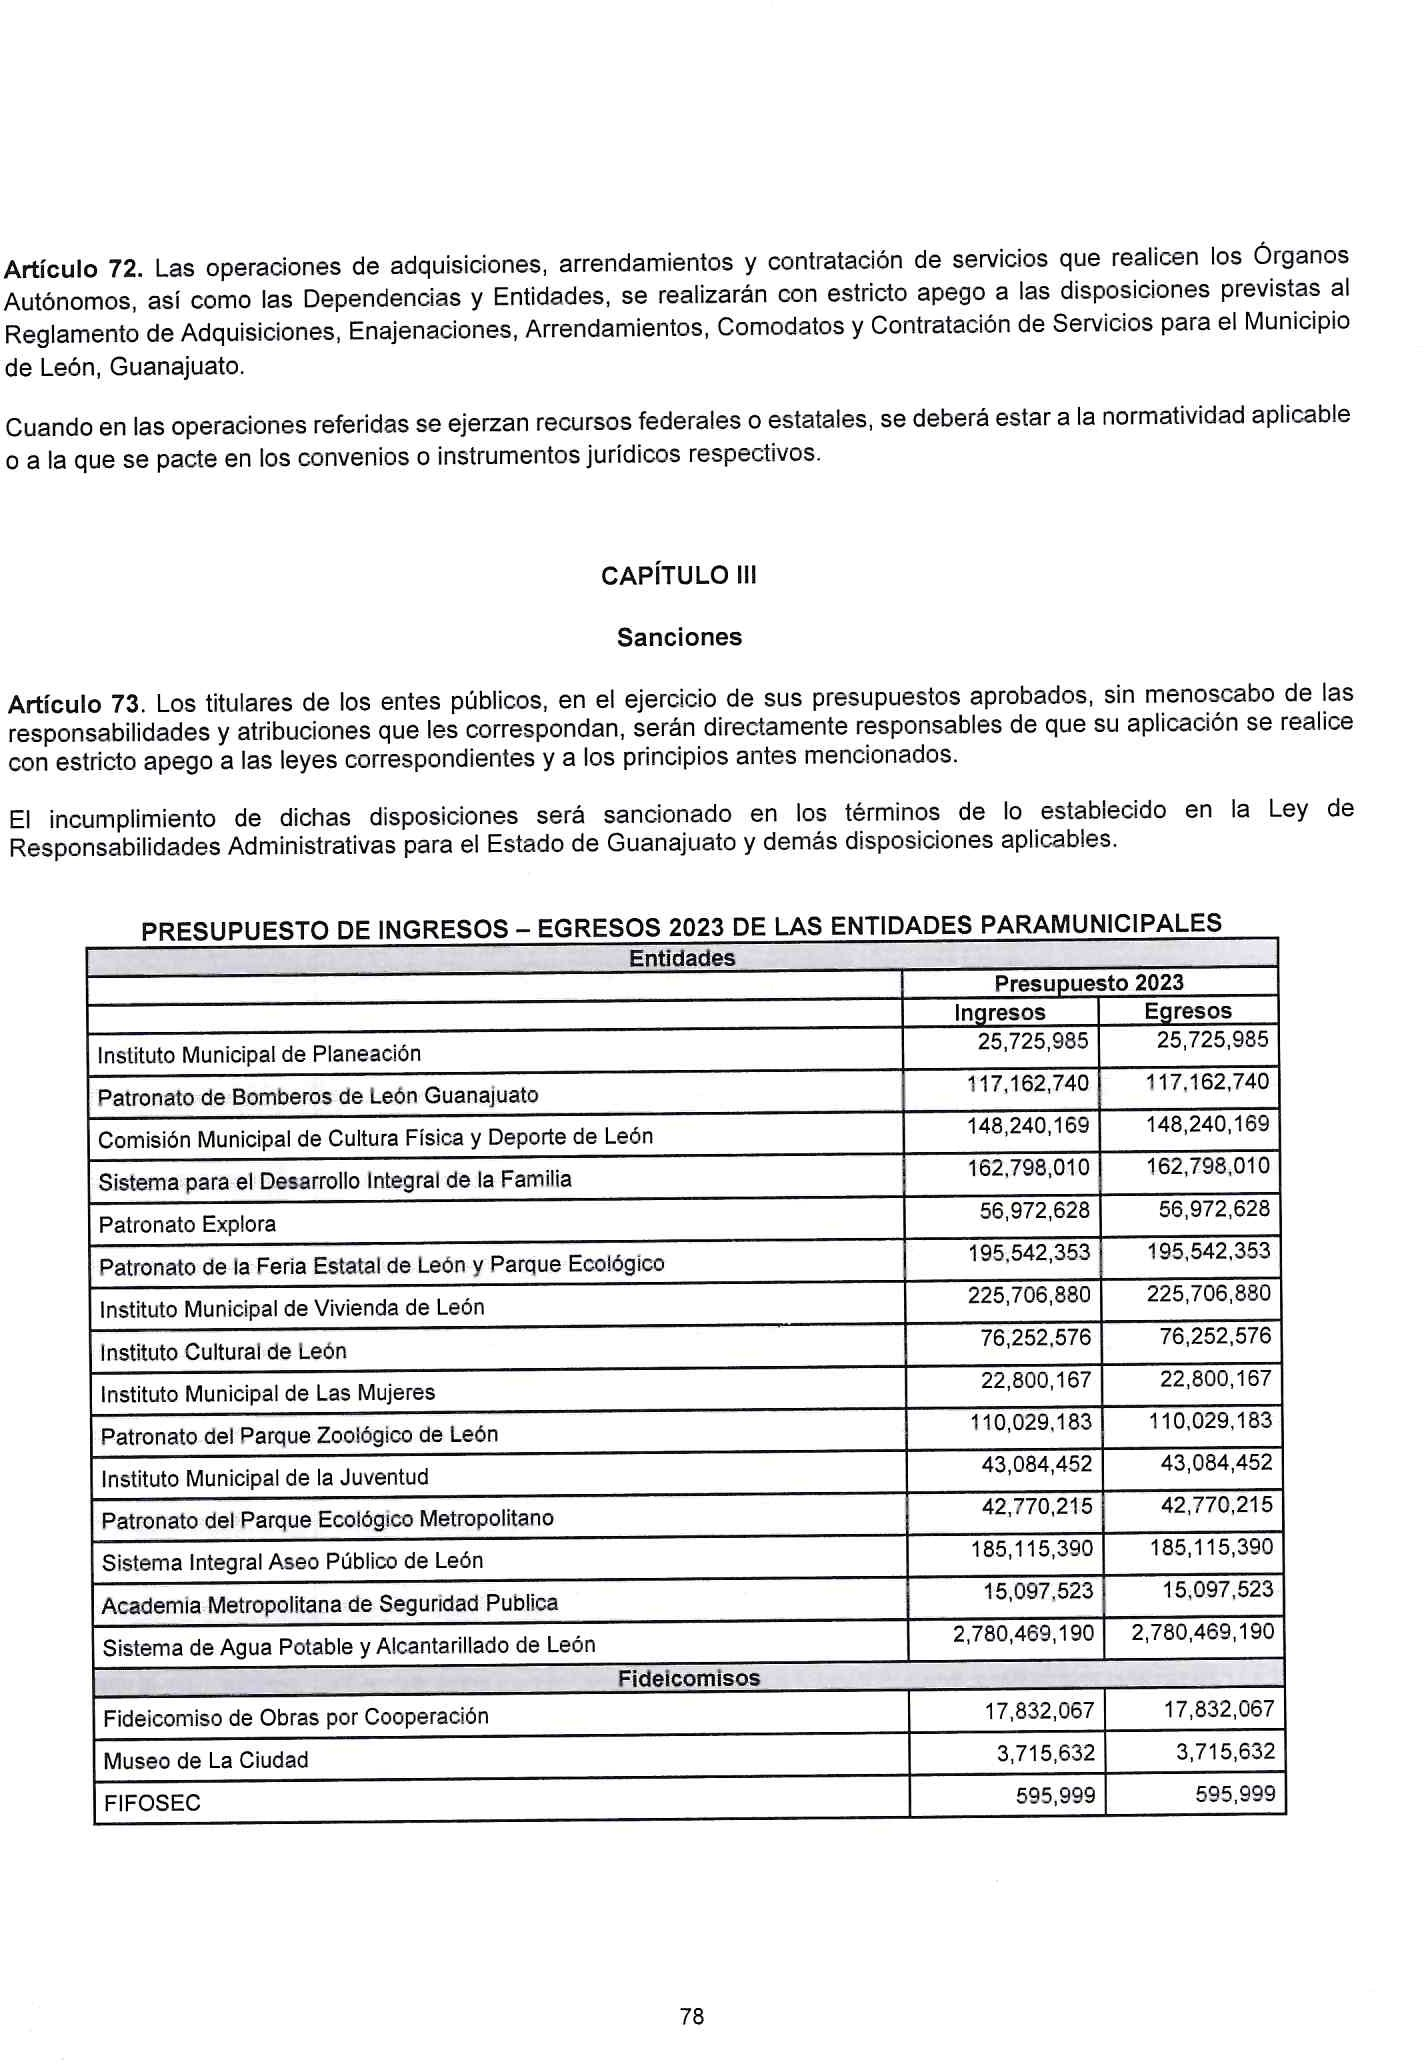 Artículo 72. Las operaciones de adquisiciones, arrendamientos y contratación de servicios que realicen los Órganos
Autónomos, así como las Dependencias y Entidades, se realizarán con estricto apego a las disposiciones previstas al
Reglamento de Adquisiciones, Enajenaciones, Arrendamientos, Comodatos y Contratación de Servicios para el Municipio
de León, Guanajuato.
Cuando en las operaciones referidas se ejerzan recursos federales o estatales, se deberá estar a la normatividad aplicable
o a la que se pacte en los convenios o instrumentos jurídicos respectivos.
CAPÍTULO III
Sanciones
Artículo 73. Los titulares de los entes públicos, en el ejercicio de sus presupuestos aprobados, sin menoscabo de las
responsabilidades y atribuciones que les correspondan, serán directamente responsables de que su aplicación se realice
con estricto apego a las leyes correspondientes y a los principios antes mencionados.
El incumplimiento de dichas disposiciones será sancionado en los términos de lo establecido en la Ley de
Responsabilidades Administrativas para el Estado de Guanajuato y demás disposiciones aplicables.
PRESUPUESTO DE INGRESOS – EGRESOS 2023 DE LAS ENTIDADES PARAMUNICIPALES
Entidades
Presupuesto 2023
Ingresos Egresos
Instituto Municipal de Planeación 25,725,985 25,725,985
Patronato de Bomberos de León Guanajuato 117,162,740 117,162,740
Comisión Municipal de Cultura Física y Deporte de León 148,240,169 148,240,169
Sistema para el Desarrollo Integral de la Familia 162,798,010 162,798,010
Patronato Explora 56,972,628 56,972,628
Patronato de la Feria Estatal de León y Parque Ecológico 195,542,353 195,542,353
Instituto Municipal de Vivienda de León 225,706,880 225,706,880
Instituto Cultural de León 76,252,576 76,252,576
Instituto Municipal de Las Mujeres 22,800,167 22,800,167
Patronato del Parque Zoológico de León 110,029,183 110,029,183
Instituto Municipal de la Juventud 43,084,452 43,084,452
Patronato del Parque Ecológico Metropolitano 42,770,215 42,770,215
Sistema Integral Aseo Público de León 185,115,390 185,115,390
Academia Metropolitana de Seguridad Publica 15,097,523 15,097,523
Sistema de Agua Potable y Alcantarillado de León 2,780,469,190 2,780,469,190
Fideicomisos
Fideicomiso de Obras por Cooperación 17,832,067 17,832,067
Museo de La Ciudad 3,715,632 3,715,632
FIFOSEC 595,999 595,999
78